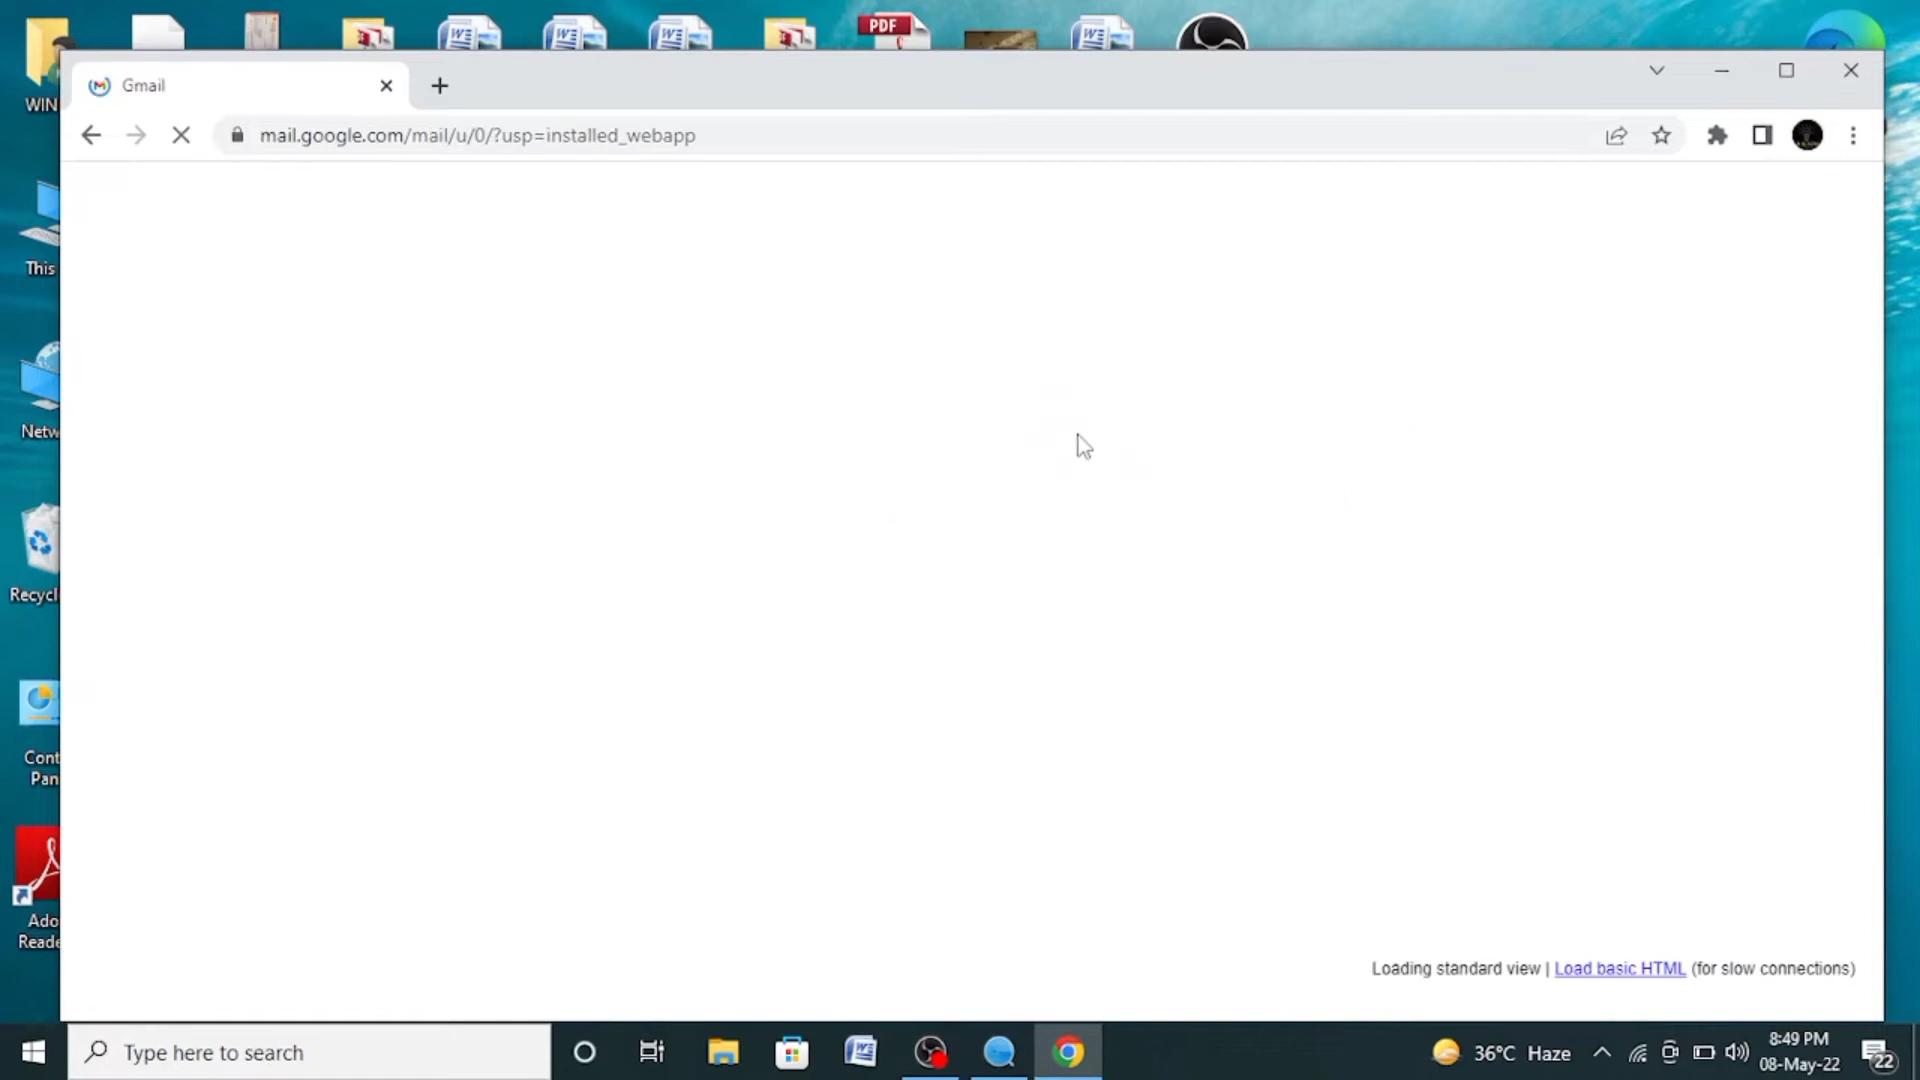 PDF
Gmail
mail.google.com/mail/u/0/?usp=installed_webapp
WIN
This
Netw
Recycl
Cont
Pan
Ado
Reade
Loading standard view | Load basic HTML (for slow connections)
Type here to search
36°C Haze
8:49 PM
08-May-22
22